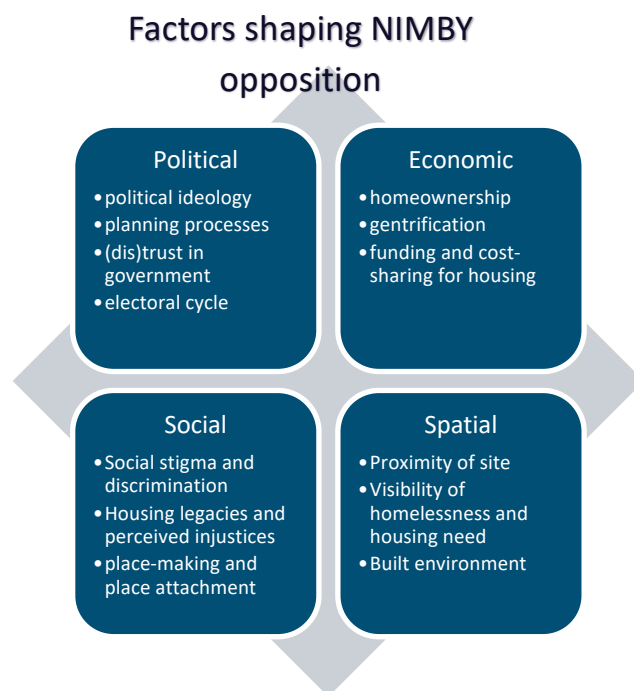 Factors shaping NIMBY
opposition
Political
• political ideology
• planning processes
• (dis)trust in
government
• electoral cycle
Economic
• homeownership
• gentrification
• funding and cost-
sharing for housing
Social
• Social stigma and
discrimination
• Housing legacies and
perceived injustices
• place-making and
place attachment
Spatial
• Proximity of site
• Visibility of
homelessness and
housing need
• Built environment